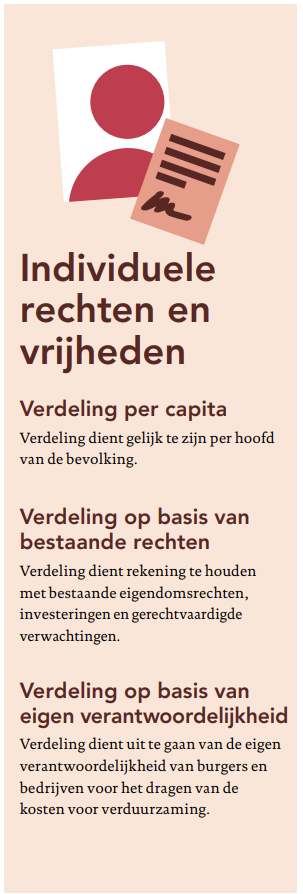 Individuele
rechten en
vrijheden
Verdeling per capita
Verdeling dient gelijk te zijn per hoofd
van de bevolking.
Verdeling op basis van
bestaande rechten
Verdeling dient rekening te houden
met bestaande eigendomsrechten,
investeringen en gerechtvaardigde
verwachtingen.
Verdeling op basis van
eigen verantwoordelijkheid
Verdeling dient uit te gaan van de eigen
verantwoordelijkheid van burgers en
bedrijven voor het dragen van de
kosten voor verduurzaming.